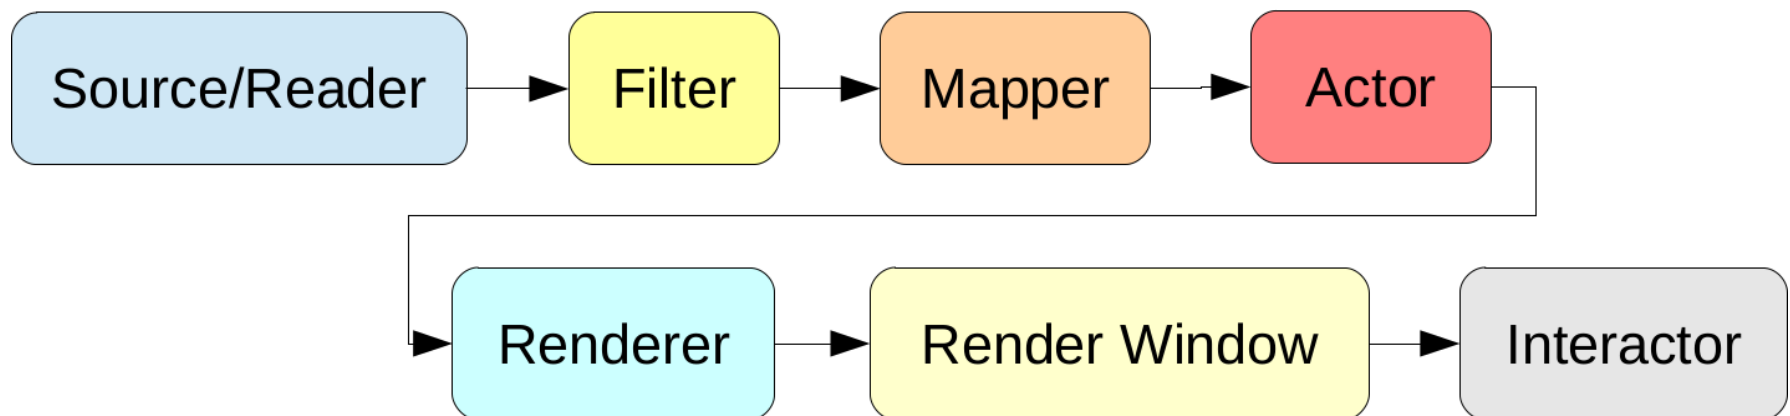 Source/Reader
Filter
Mapper
Actor
Renderer
Render Window
Interactor